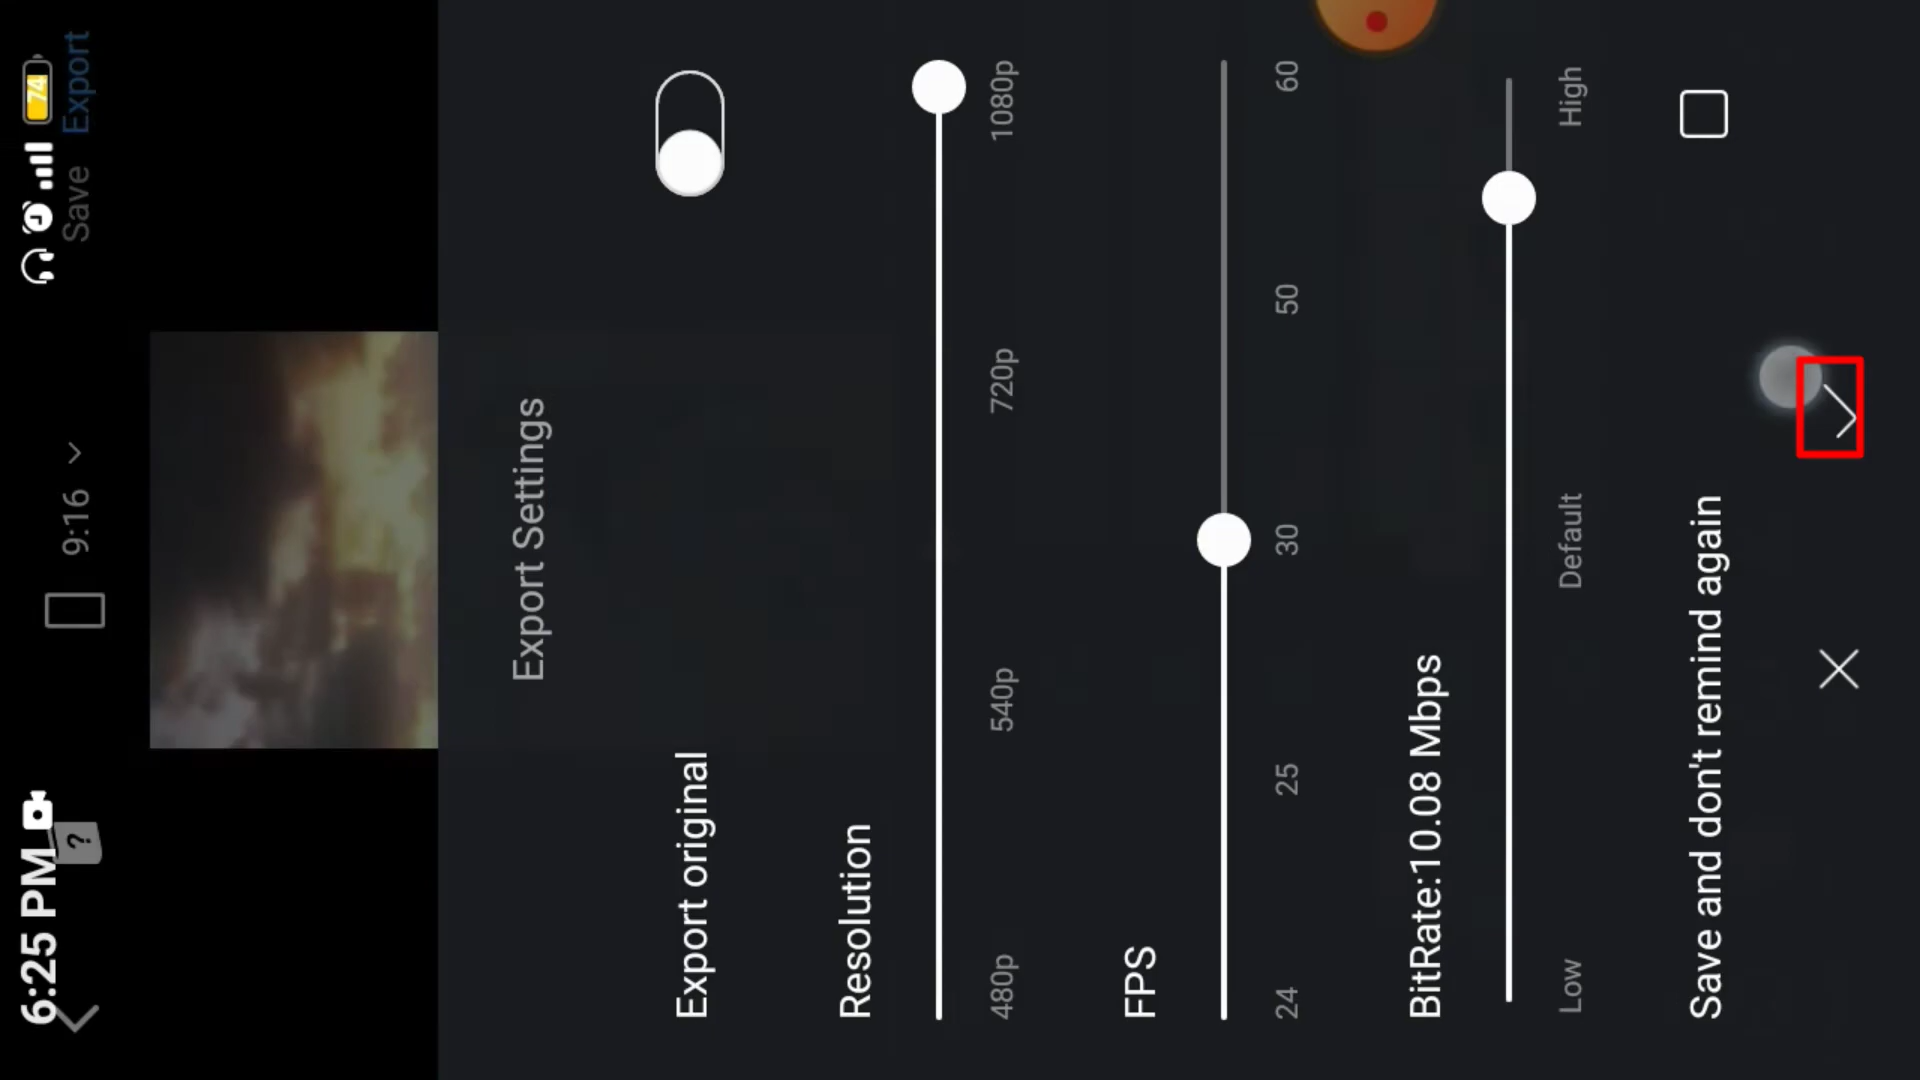 6:25 PM
74
?
9:16
Save
Export
Export Settings
Export original
Resolution
480p 540p 720p 1080p
FPS
24 25 30 50 60
BitRate:10.08 Mbps
Low Default High
Save and don't remind again